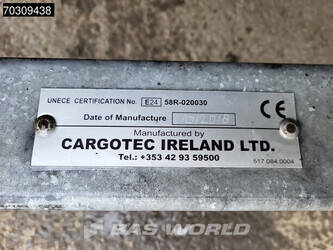 70309438
UNECE CERTIFICATION No. E24 58R-020030
Date of Manufacture
CE
Manufactured by
CARGOTEC IRELAND LTD.
Tel.: +353 42 93 59500
517.084.0004
BAS WORLD